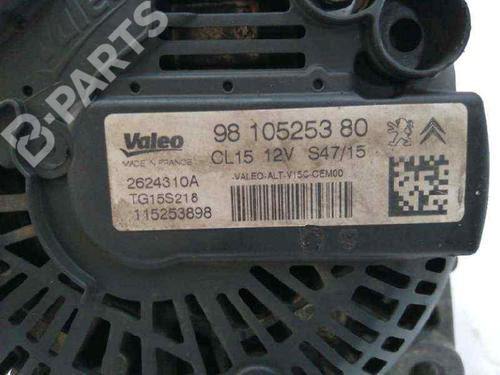 B-PARTS
Valeo
MADE IN FRANCE
98 105253 80
CL15 12V S47/15
2624310A
TG15S218
115253898
VALEO-ALT-V15C-CEM00